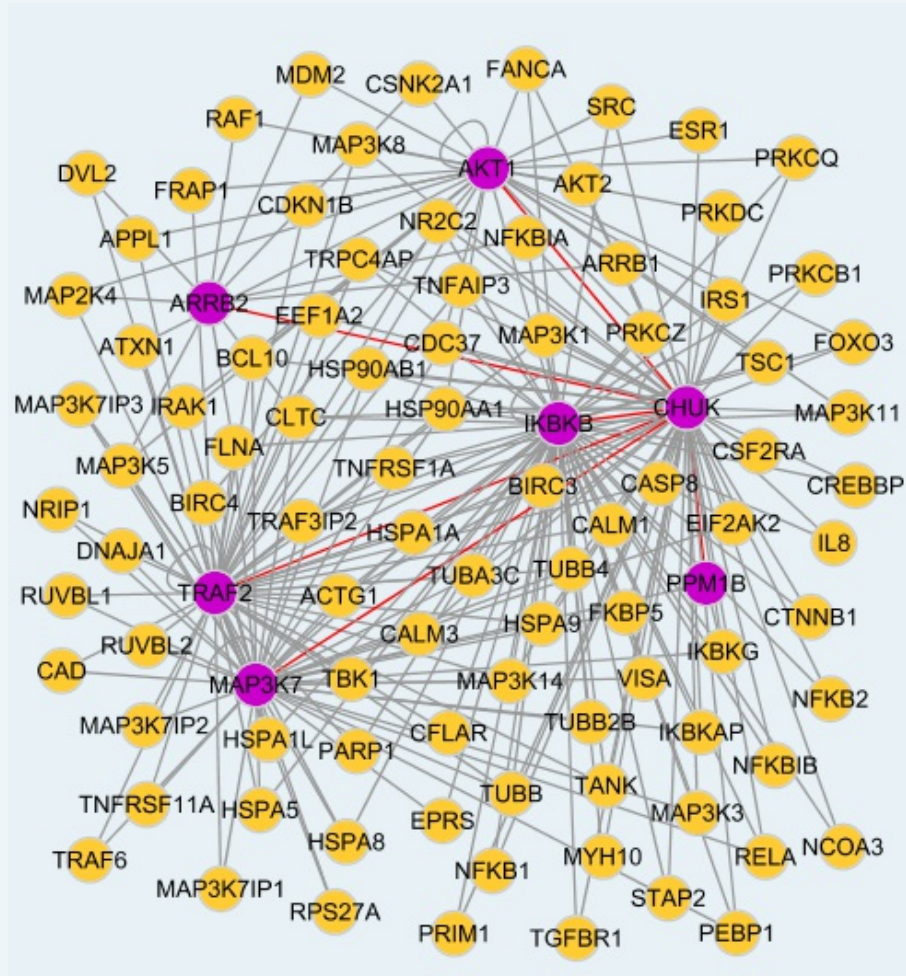 MDM2
CSNK2A1
FANCA
RAF1
SRC
MAP3K8
ESR1
DVL2
FRAP1
AKT1
PRKCQ
CDKN1B
AKT2
APPL1
NR2C2
NFKBIA
PRKDC
TRPC4AP
ARRB1
MAP2K4
ARRB2
TNFAIP3
PRKCB1
EEF1A2
IRS1
ATXN1
BCL10
CDC37
MAP3K1
PRKCZ
FOXO3
HSP90AB1
TSC1
MAP3K7IP3
IRAK1
CLTC
HSP90AA1
IKBKB
CHUK
MAP3K11
FLNA
MAP3K5
TNFRSF1A
CSF2RA
BIRC3
CASP8
CREBBP
NRIP1
BIRC4
TRAF3IP2
HSPA1A
CALM1
EIF2AK2
IL8
DNAJA1
RUVBL1
TRAF2
ACTG1
TUBA3C
TUBB4
PPM1B
RUVBL2
CALM3
HSPA9
FKBP5
CTNNB1
CAD
MAP3K7
TBK1
MAP3K14
VISA
IKBKG
NFKB2
MAP3K7IP2
HSPA1L
PARP1
CFLAR
TUBB2B
IKBKAP
NFKBIB
TNFRSF11A
HSPA5
TUBB
TANK
TRAF6
HSPA8
EPRS
MAP3K3
NCOA3
MAP3K7IP1
RPS27A
NFKB1
MYH10
RELA
PRIM1
TGFBR1
STAP2
PEBP1